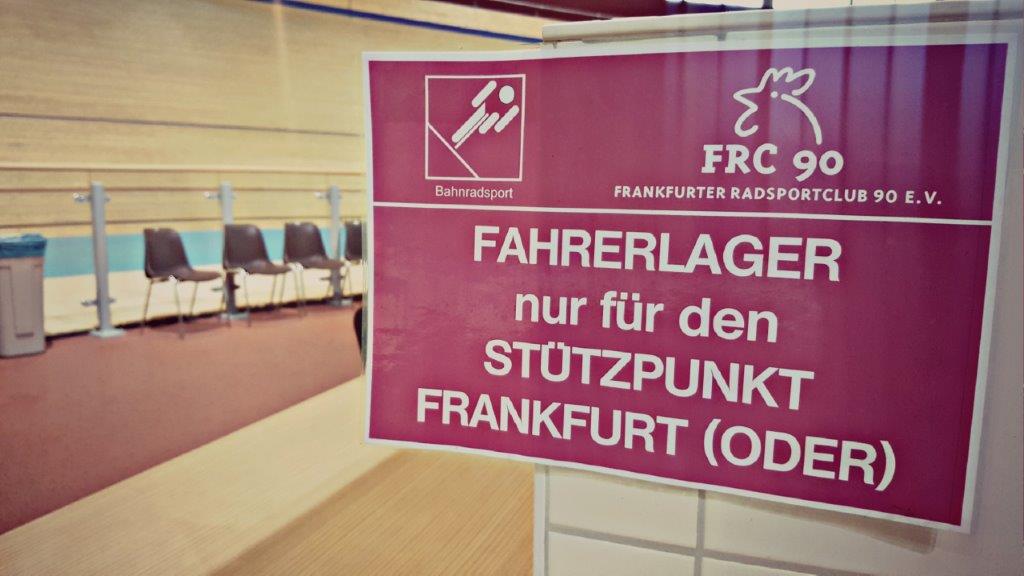 Bahnradsport
FRC 90
FRANKFURTER RADSPORTCLUB 90 E.V.
FAHRERLAGER
nur für den
STÜTZPUNKT
FRANKFURT (ODER)